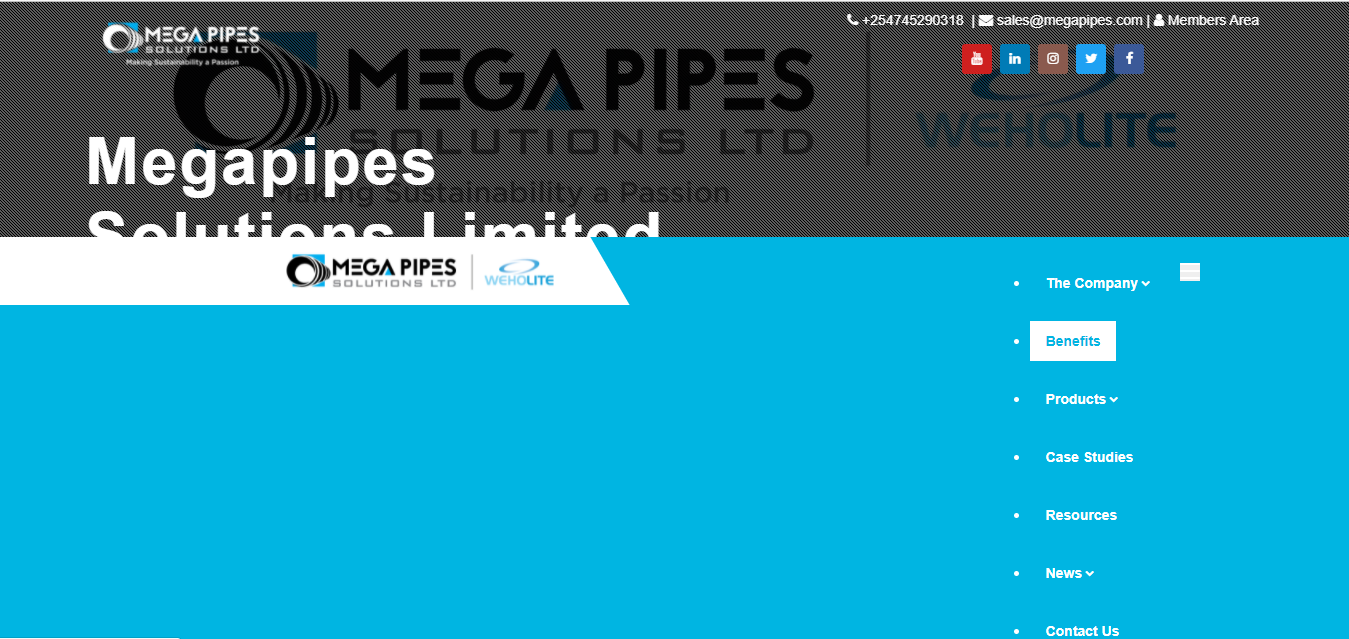 +254745290318 | sales@megapipes.com | Members Area
MEGA PIPES
SOLUTIONS LTD
Making Sustainability a Passion
MEGA PIPES
SOLUTIONS LTD
Making Sustainability a Passion
WEHOLITE
Megapipes
Solutions Limited
MEGA PIPES
SOLUTIONS LTD
WEHOLITE
The Company
Benefits
Products
Case Studies
Resources
News
Contact Us